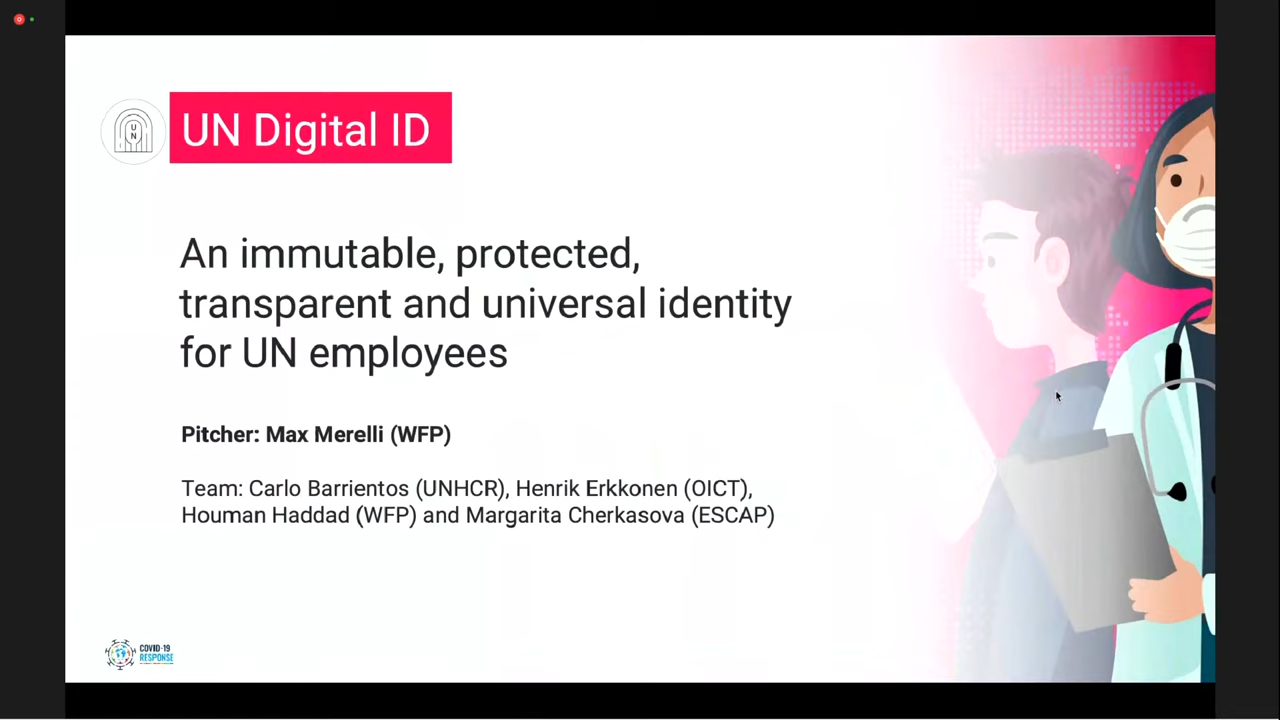 UN
UN Digital ID
An immutable, protected,
transparent and universal identity
for UN employees
Pitcher: Max Merelli (WFP)
Team: Carlo Barrientos (UNHCR), Henrik Erkkonen (OICT),
Houman Haddad (WFP) and Margarita Cherkasova (ESCAP)
COVID-19
RESPONSE